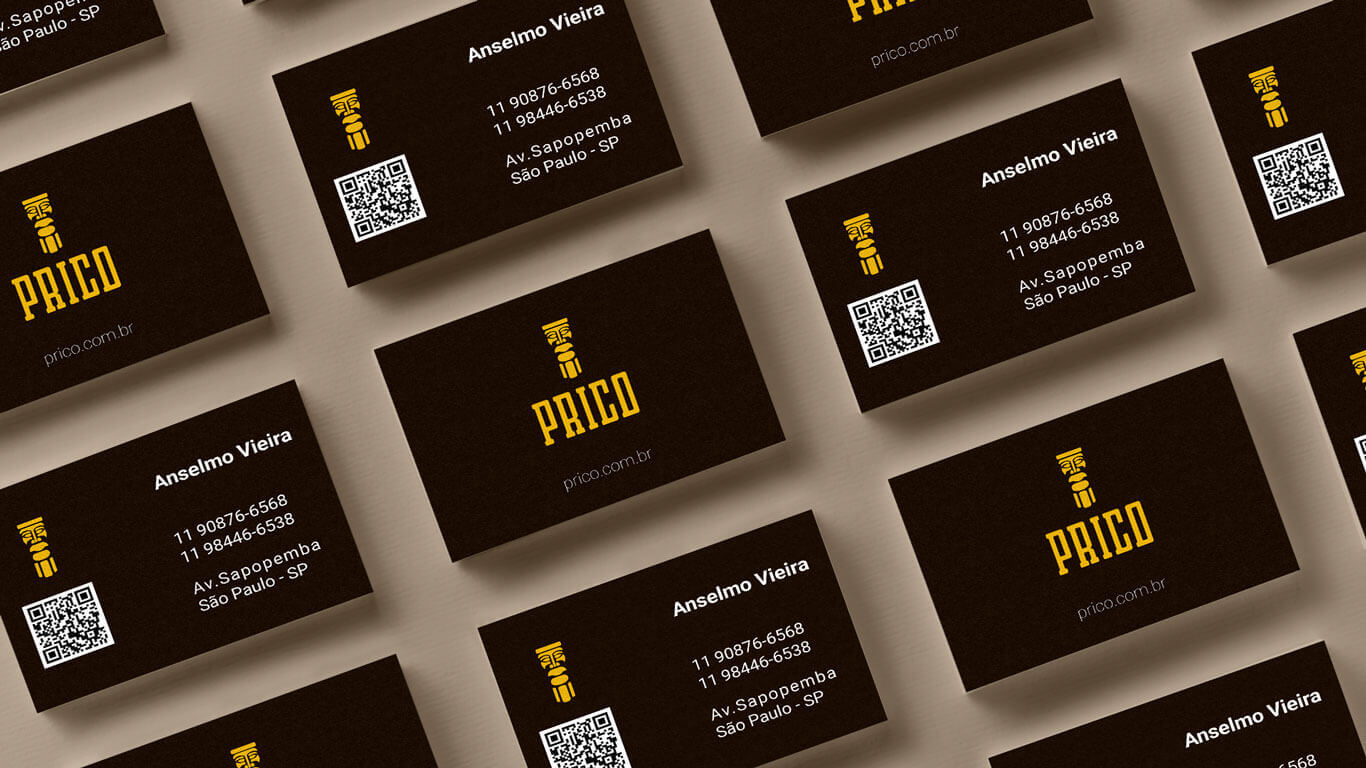 São Paulo - SP
Anselmo Vieira
11 90876-6568
11 98446-6538
Av.Sapopemba
São Paulo - SP
prico.com.br
PRICO
prico.com.br
Anselmo Vieira
11 90876-6568
11 98446-6538
Av.Sapopemba
São Paulo - SP
PRICO
prico.com.br
Anselmo Vieira
11 90876-6568
11 98446-6538
Av.Sapopemba
São Paulo - SP
PRICO
prico.com.br
Anselmo Vieira
11 90876-6568
11 98446-6538
Av.Sapopemba
São Paulo - SP
Anselmo Vieira